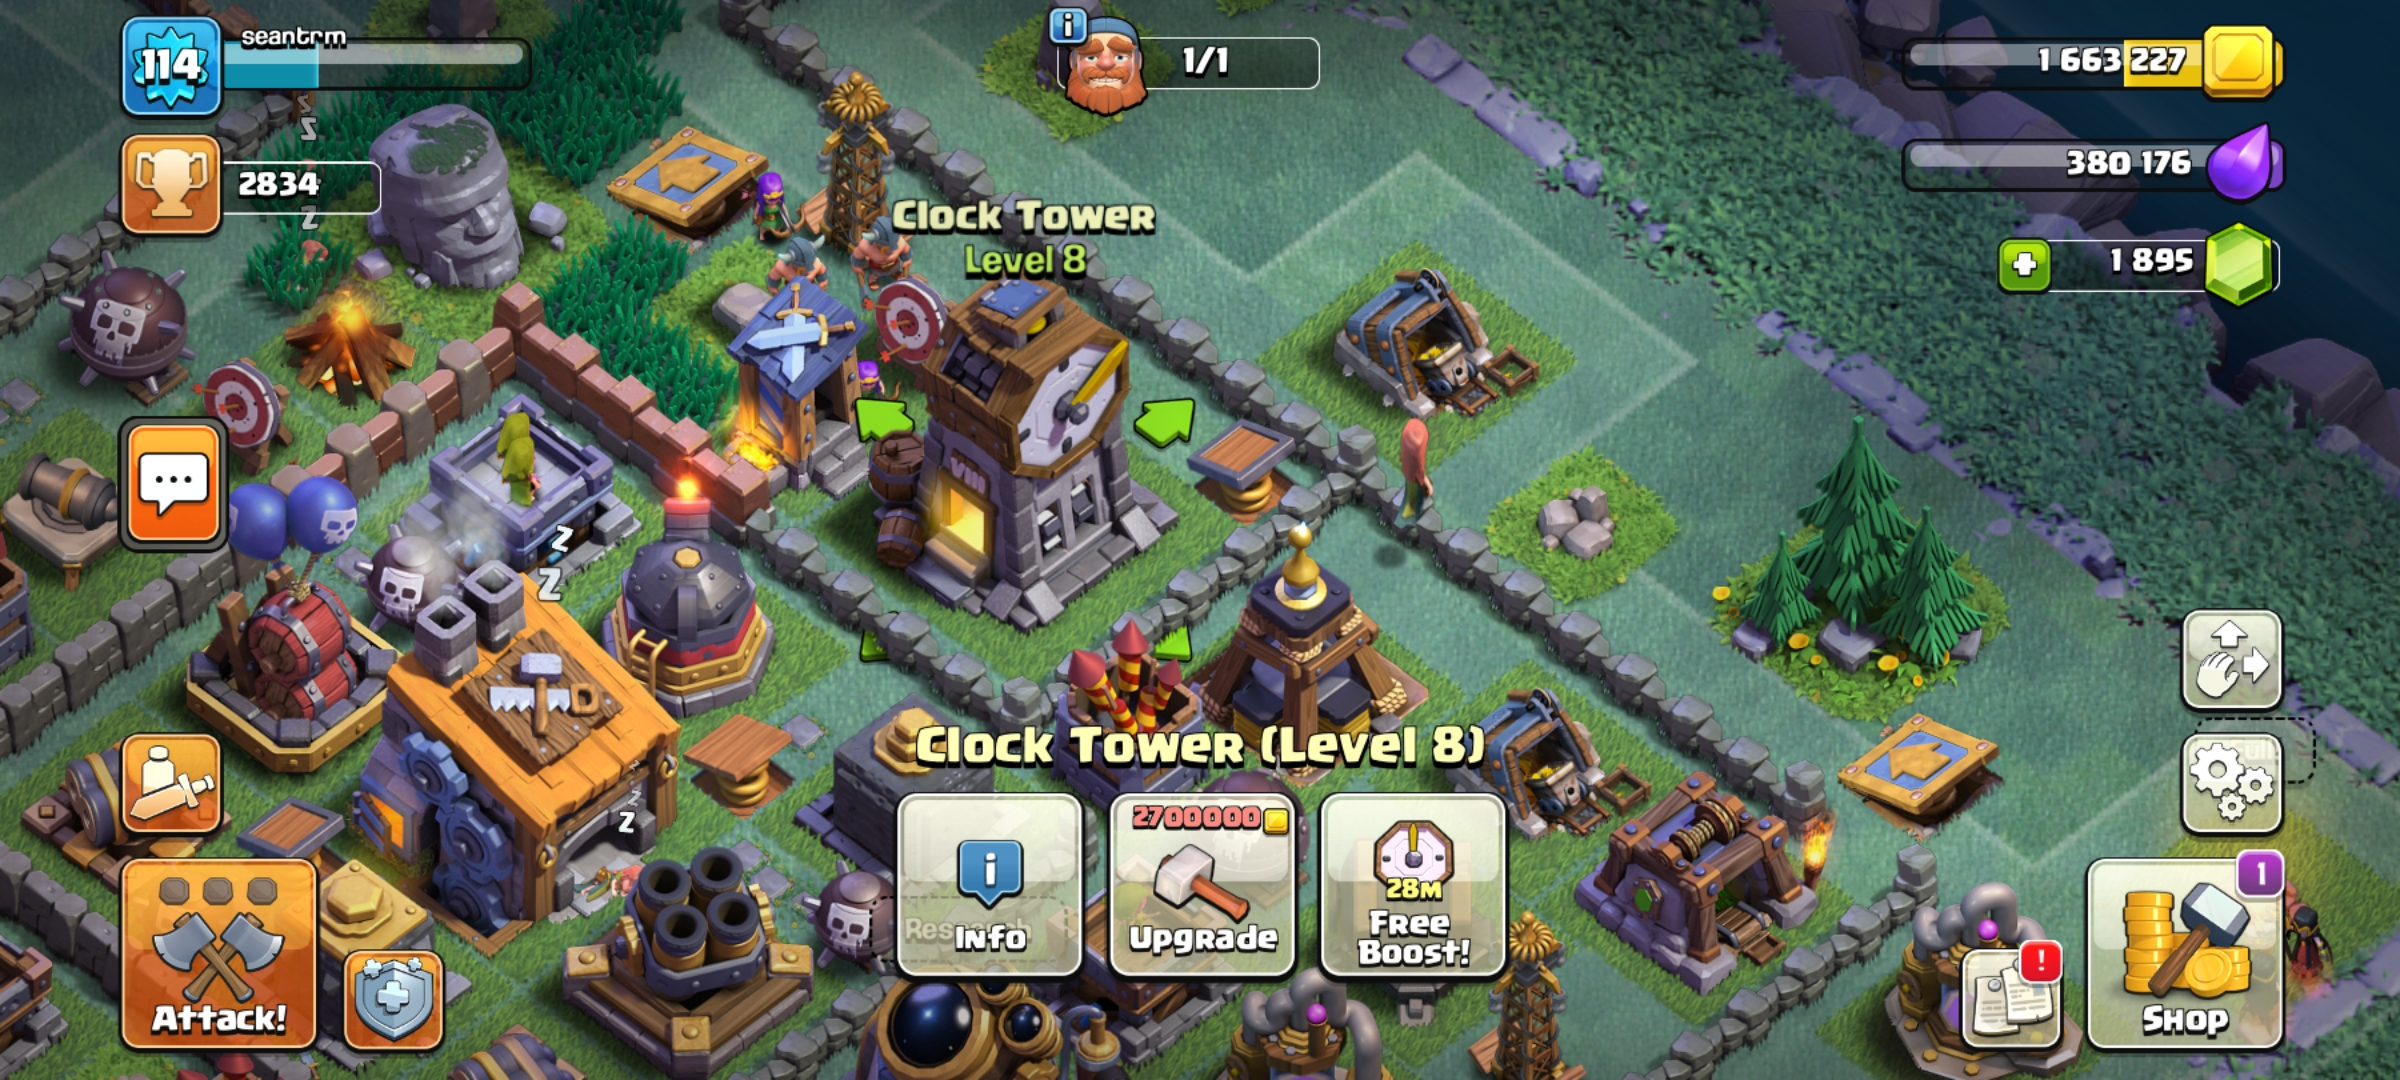 114
seantrm
1/1
1 663 227
2834
380 176
1 895
Clock Tower
Level 8
VIII
Z
Z
Z
Clock Tower (Level 8)
2700000
28M
Info
Upgrade
Free
Boost!
Attack!
1
!
Shop